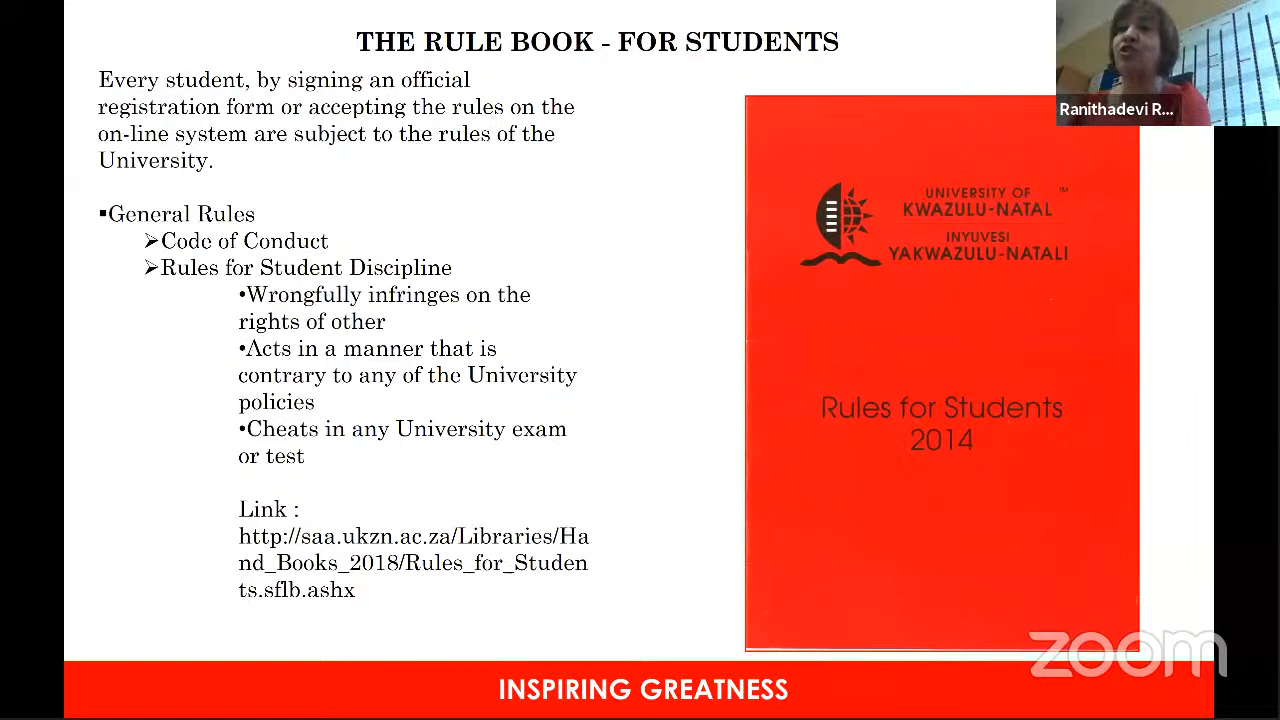 THE RULE BOOK - FOR STUDENTS
Every student, by signing an official
registration form or accepting the rules on the
on-line system are subject to the rules of the
University.
▪General Rules
➢Code of Conduct
➢Rules for Student Discipline
•Wrongfully infringes on the
rights of other
•Acts in a manner that is
contrary to any of the University
policies
•Cheats in any University exam
or test
Link :
http://saa.ukzn.ac.za/Libraries/Ha
nd_Books_2018/Rules_for_Studen
ts.sflb.ashx
Ranithadevi R...
UNIVERSITY OF ™
KWAZULU-NATAL
INYUVESI
YAKWAZULU-NATALI
Rules for Students
2014
zoom
INSPIRING GREATNESS